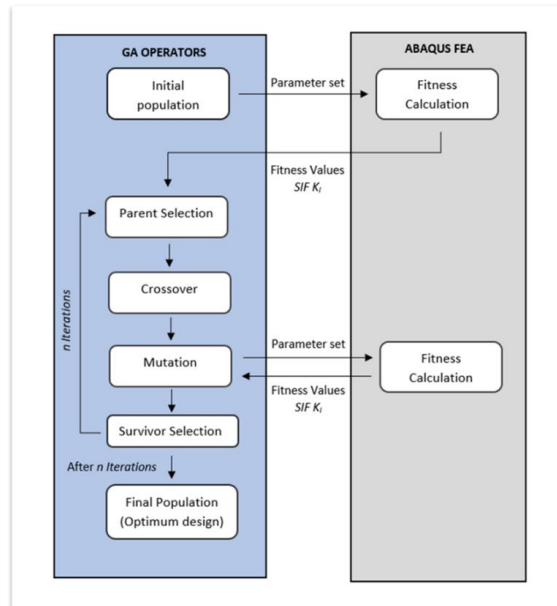 GA OPERATORS
ABAQUS FEA
Initial
population
Parameter set
Fitness
Calculation
Fitness Values
SIF Kᵢ
Parent Selection
Crossover
n Iterations
Mutation
Parameter set
Fitness Values
SIF Kᵢ
Fitness
Calculation
Survivor Selection
After n Iterations
Final Population
(Optimum design)